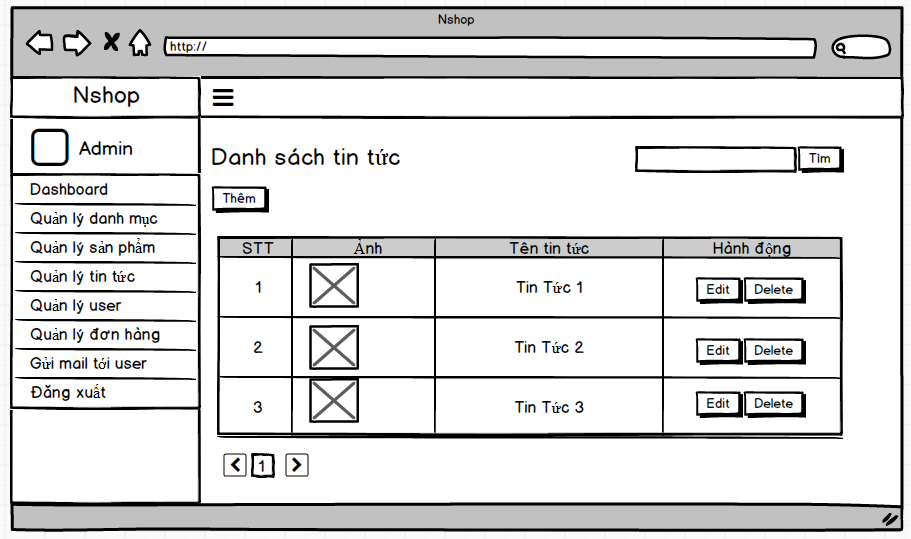 Nshop
http://
Nshop
Admin
Dashboard
Quản lý danh mục
Quản lý sản phẩm
Quản lý tin tức
Quản lý user
Quản lý đơn hàng
Gửi mail tới user
Đăng xuất
Danh sách tin tức
Tìm
Thêm
STT Ảnh Tên tin tức Hành động
1 Tin Tức 1 Edit Delete
2 Tin Tức 2 Edit Delete
3 Tin Tức 3 Edit Delete
1